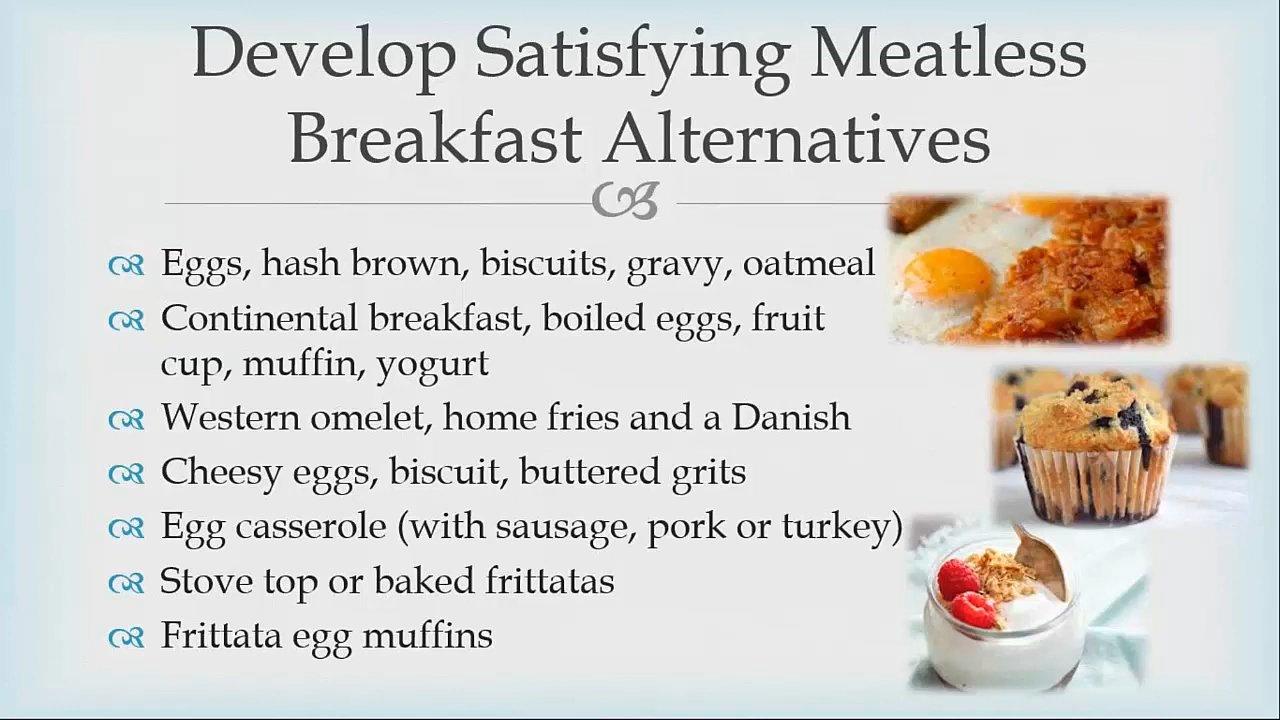 Develop Satisfying Meatless
Breakfast Alternatives
Eggs, hash brown, biscuits, gravy, oatmeal
Continental breakfast, boiled eggs, fruit
cup, muffin, yogurt
Western omelet, home fries and a Danish
Cheesy eggs, biscuit, buttered grits
Egg casserole (with sausage, pork or turkey)
Stove top or baked frittatas
Frittata egg muffins